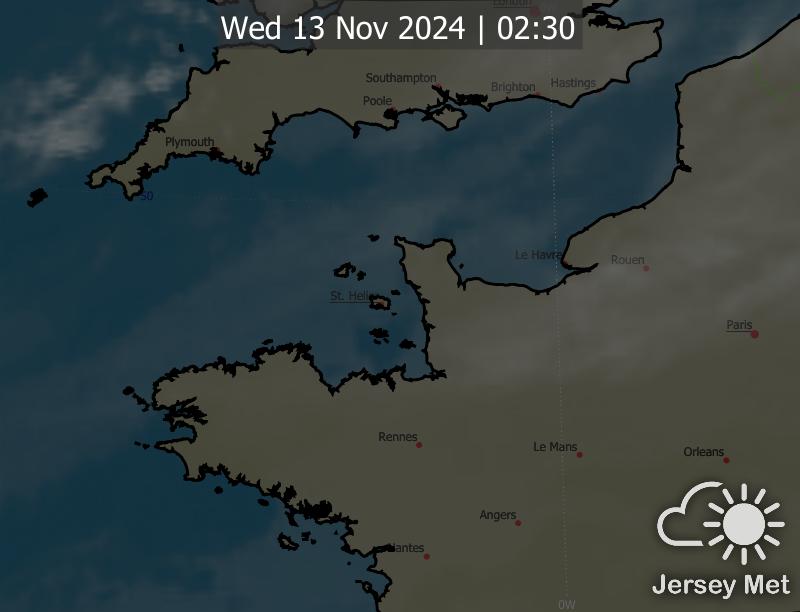 London
Wed 13 Nov 2024 | 02:30
Southampton
Brighton
Hastings
Poole
Plymouth
50
Le Havre
Rouen
St. Helier
Paris
Rennes
Le Mans
Orleans
Angers
Nantes
Jersey Met
0W